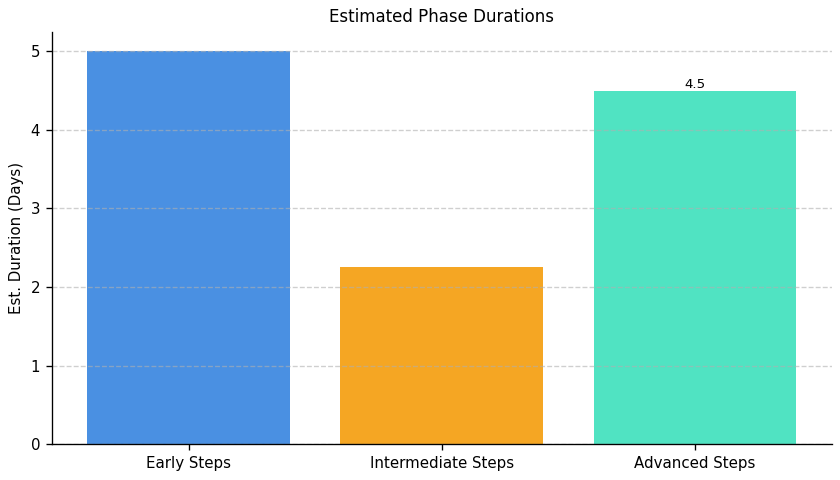 Estimated Phase Durations
Est. Duration (Days)
5
4
3
2
1
0
4.5
Early Steps
Intermediate Steps
Advanced Steps